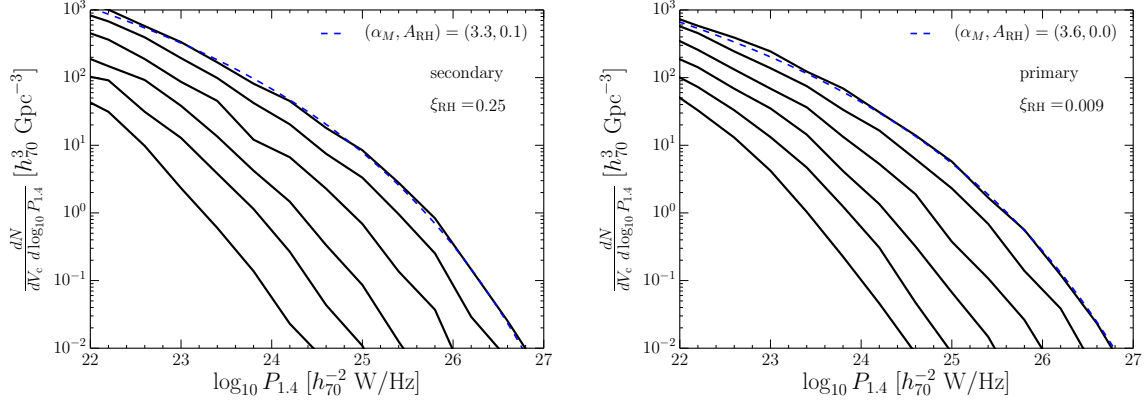 10^3
10^2
10^1
10^0
10^-1
10^-2
dN / dV_c d log_10 P_1.4 [h_70^3 Gpc^-3]
(α_M, A_RH) = (3.3, 0.1)
secondary
ξ_RH = 0.25
22 23 24 25 26 27
log_10 P_1.4 [h_70^-2 W/Hz]
10^3
10^2
10^1
10^0
10^-1
10^-2
dN / dV_c d log_10 P_1.4 [h_70^3 Gpc^-3]
(α_M, A_RH) = (3.6, 0.0)
primary
ξ_RH = 0.009
22 23 24 25 26 27
log_10 P_1.4 [h_70^-2 W/Hz]